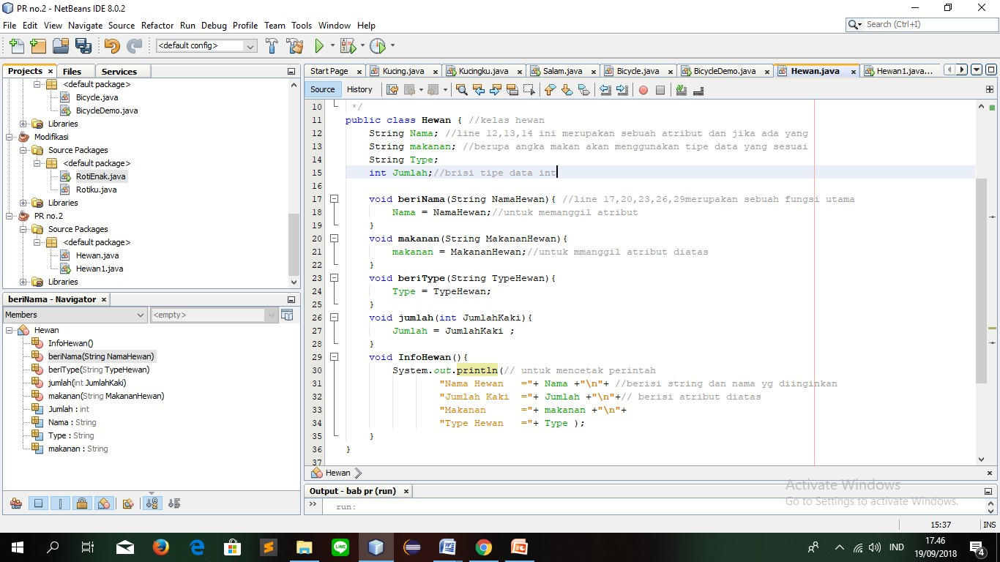 PR no.2 - NetBeans IDE 8.0.2
File Edit View Navigate Source Refactor Run Debug Profile Team Tools Window Help
Search (Ctrl+I)
<default config>
Projects Files Services
<default package>
Bicycle.java
BicycleDemo.java
Libraries
Modifikasi
Source Packages
<default package>
RotiEnak.java
Rotiku.java
Libraries
PR no.2
Source Packages
<default package>
Hewan.java
Hewan1.java
Libraries
beriNama - Navigator
Members <empty>
Hewan
InfoHewan()
beriNama(String NamaHewan)
beriType(String TypeHewan)
jumlah(int JumlahKaki)
makanan(String MakananHewan)
Jumlah : int
Nama : String
Type : String
makanan : String
Start Page Kucing.java Kucingku.java Salam.java Bicycle.java BicycleDemo.java Hewan.java Hewan1.java...
Source History
10 */
11 public class Hewan { //kelas hewan
12 String Nama; //line 12,13,14 ini merupakan sebuah atribut dan jika ada yang
13 String makanan; //berupa angka makan akan menggunakan tipe data yang sesuai
14 String Type;
15 int Jumlah;//brisi tipe data int
16
17 void beriNama(String NamaHewan){ //line 17,20,23,26,29merupakan sebuah fungsi utama
18 Nama = NamaHewan;//untuk memanggil atribut
19 }
20 void makanan(String MakananHewan){
21 makanan = MakananHewan;//untuk mmanggil atribut diatas
22 }
23 void beriType(String TypeHewan){
24 Type = TypeHewan;
25 }
26 void jumlah(int JumlahKaki){
27 Jumlah = JumlahKaki ;
28 }
29 void InfoHewan(){
30 System.out.println(// untuk mencetak perintah
31 "Nama Hewan ="+ Nama +"\n"+ //berisi string dan nama yg diinginkan
32 "Jumlah Kaki ="+ Jumlah +"\n"+// berisi atribut diatas
33 "Makanan ="+ makanan +"\n"+
34 "Type Hewan ="+ Type );
35 }
36 }
37
Hewan
Output - bab pr (run)
run:
Activate Windows
Go to Settings to activate Windows.
15:37 INS
IND
17.46
19/09/2018
4